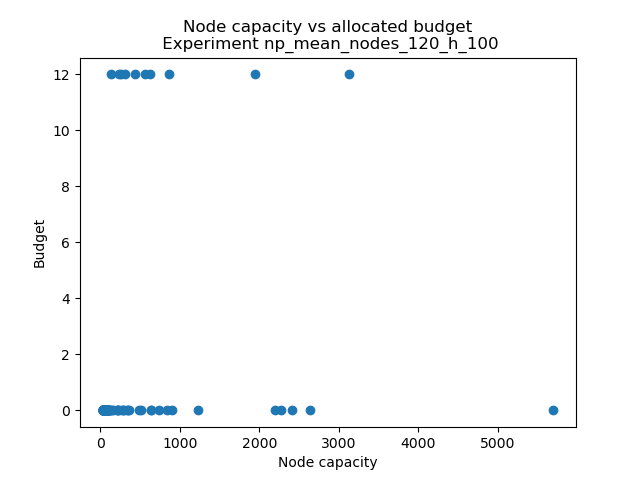 Node capacity vs allocated budget
Experiment np_mean_nodes_120_h_100
12
10
8
6
4
2
0
Budget
0 1000 2000 3000 4000 5000
Node capacity